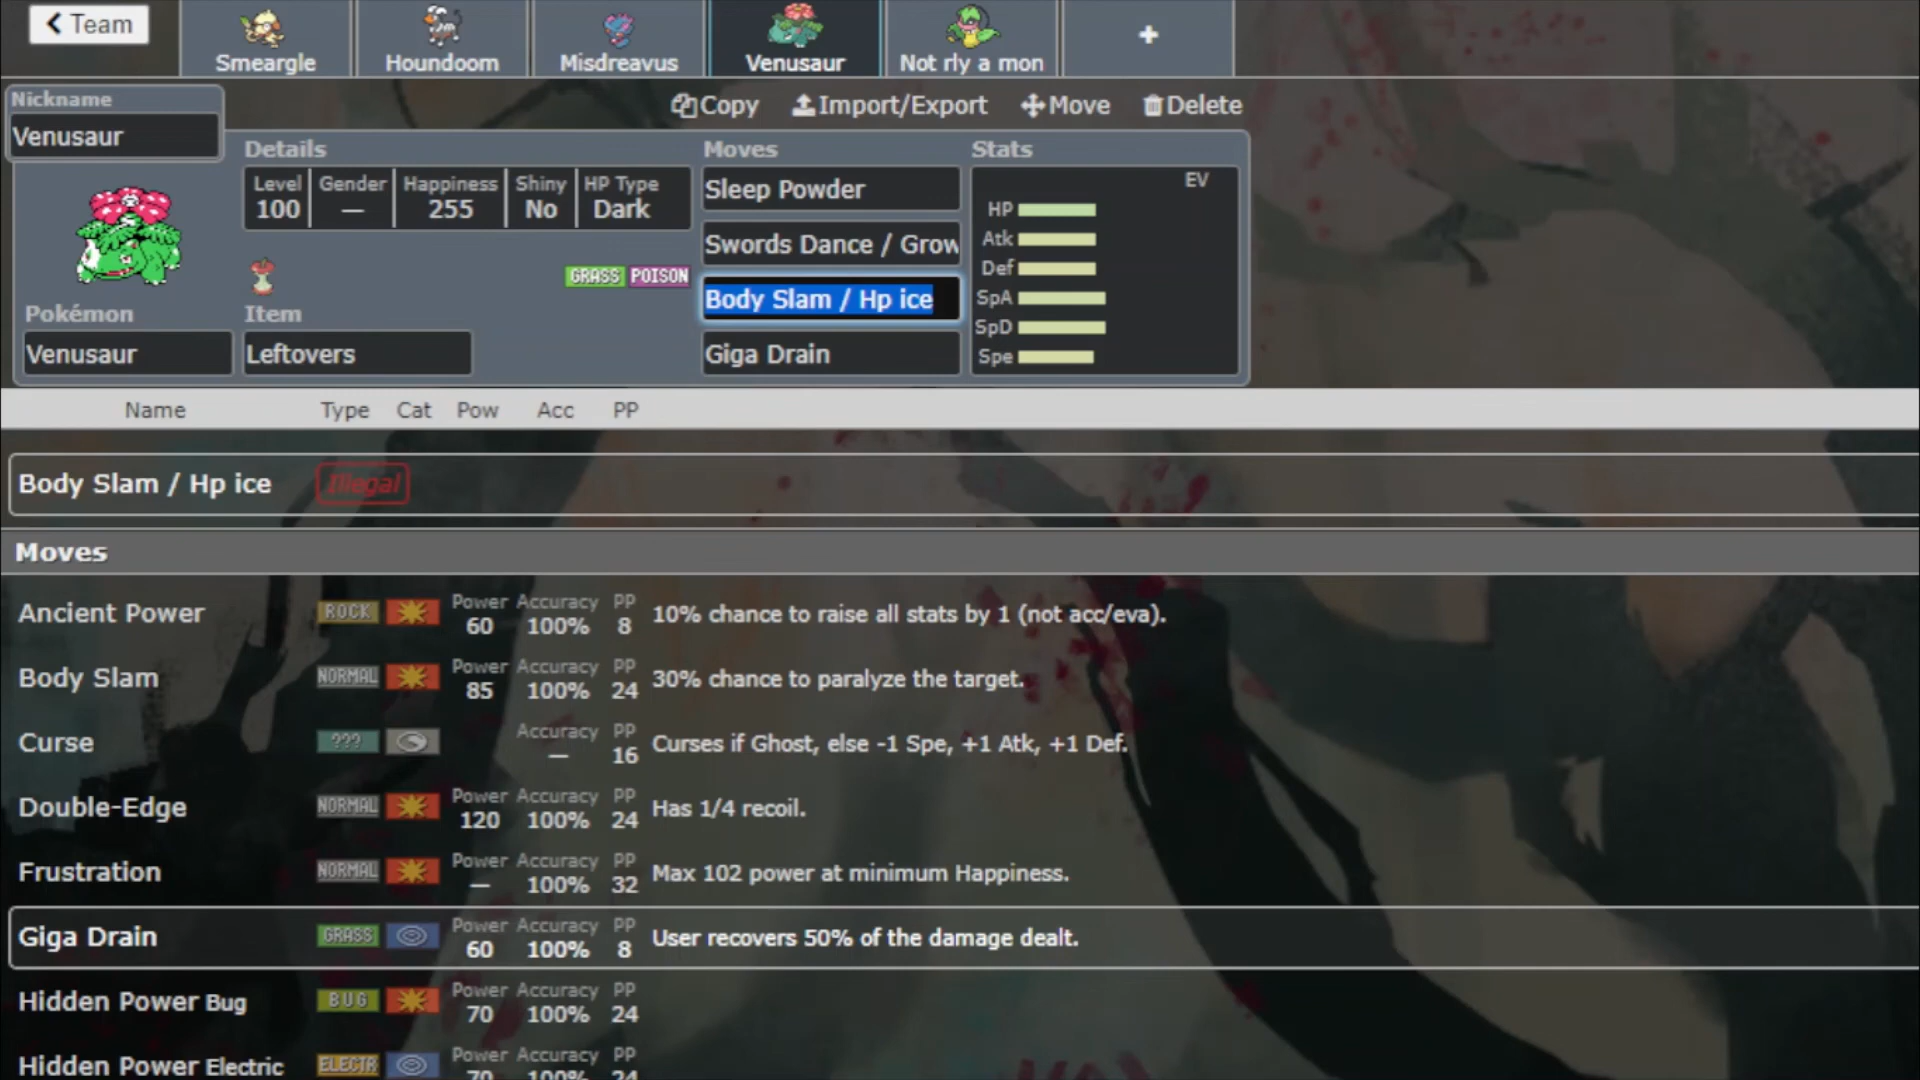 Team
Smeargle
Houndoom
Misdreavus
Venusaur
Not rly a mon
+
Nickname
Venusaur
Copy
Import/Export
Move
Delete
Details
Level
100
Gender
—
Happiness
255
Shiny
No
HP Type
Dark
GRASS POISON
Pokémon
Venusaur
Item
Leftovers
Moves
Sleep Powder
Swords Dance / Grow
Body Slam / Hp ice
Giga Drain
Stats
EV
HP
Atk
Def
SpA
SpD
Spe
Name Type Cat Pow Acc PP
Body Slam / Hp ice Illegal
Moves
Ancient Power ROCK Power 60 Accuracy 100% PP 8 10% chance to raise all stats by 1 (not acc/eva).
Body Slam NORMAL Power 85 Accuracy 100% PP 24 30% chance to paralyze the target.
Curse ??? Accuracy — PP 16 Curses if Ghost, else -1 Spe, +1 Atk, +1 Def.
Double-Edge NORMAL Power 120 Accuracy 100% PP 24 Has 1/4 recoil.
Frustration NORMAL Power — Accuracy 100% PP 32 Max 102 power at minimum Happiness.
Giga Drain GRASS Power 60 Accuracy 100% PP 8 User recovers 50% of the damage dealt.
Hidden Power Bug BUG Power 70 Accuracy 100% PP 24
Hidden Power Electric ELECTR Power 70 Accuracy 100% PP 24